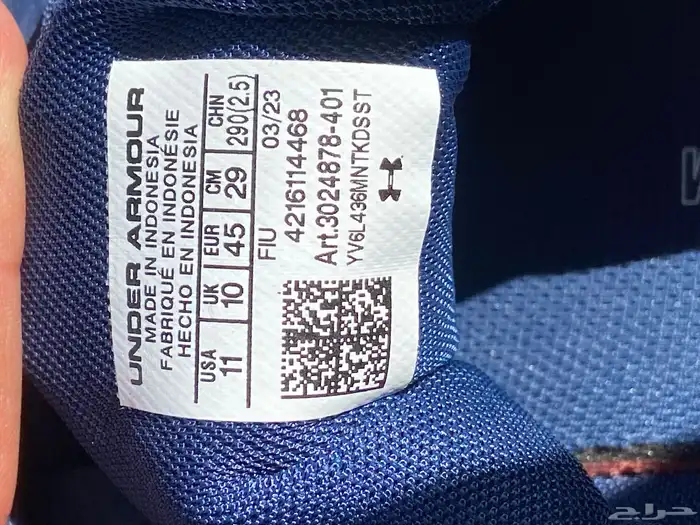 UNDER ARMOUR
MADE IN INDONESIA
FABRIQUÉ EN INDONÉSIE
HECHO EN INDONESIA
USA UK EUR CM CHN
11 10 45 29 290(2.5)
FIU 03/23
4216114468
Art.3024878-401
YV6L436MNTKDSST
حراج